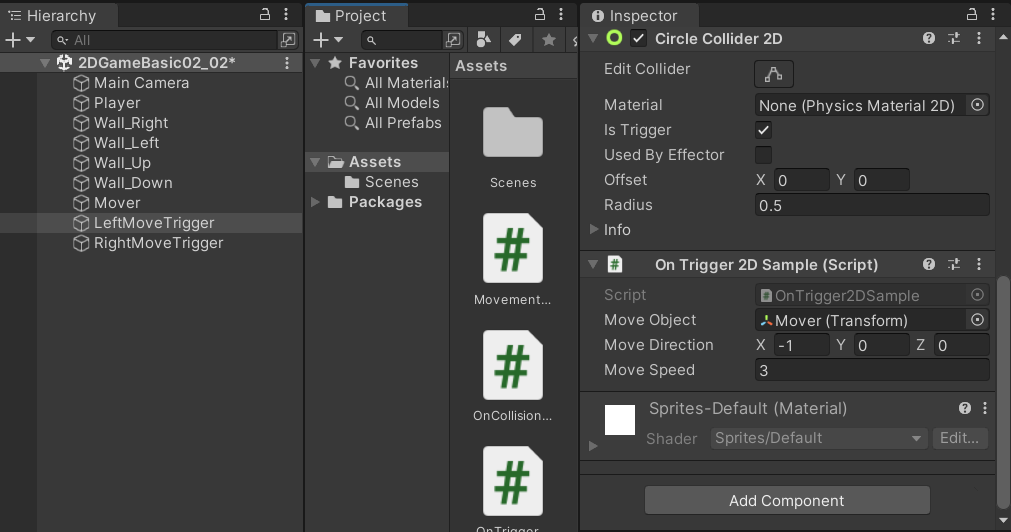 Hierarchy
All
2DGameBasic02_02*
Main Camera
Player
Wall_Right
Wall_Left
Wall_Up
Wall_Down
Mover
LeftMoveTrigger
RightMoveTrigger
Project
Favorites
All Materials
All Models
All Prefabs
Assets
Scenes
Packages
Assets
Scenes
Movement...
OnCollision...
OnTrigger...
Inspector
Circle Collider 2D
Edit Collider
Material None (Physics Material 2D)
Is Trigger
Used By Effector
Offset X 0 Y 0
Radius 0.5
Info
On Trigger 2D Sample (Script)
Script OnTrigger2DSample
Move Object Mover (Transform)
Move Direction X -1 Y 0 Z 0
Move Speed 3
Sprites-Default (Material)
Shader Sprites/Default Edit...
Add Component